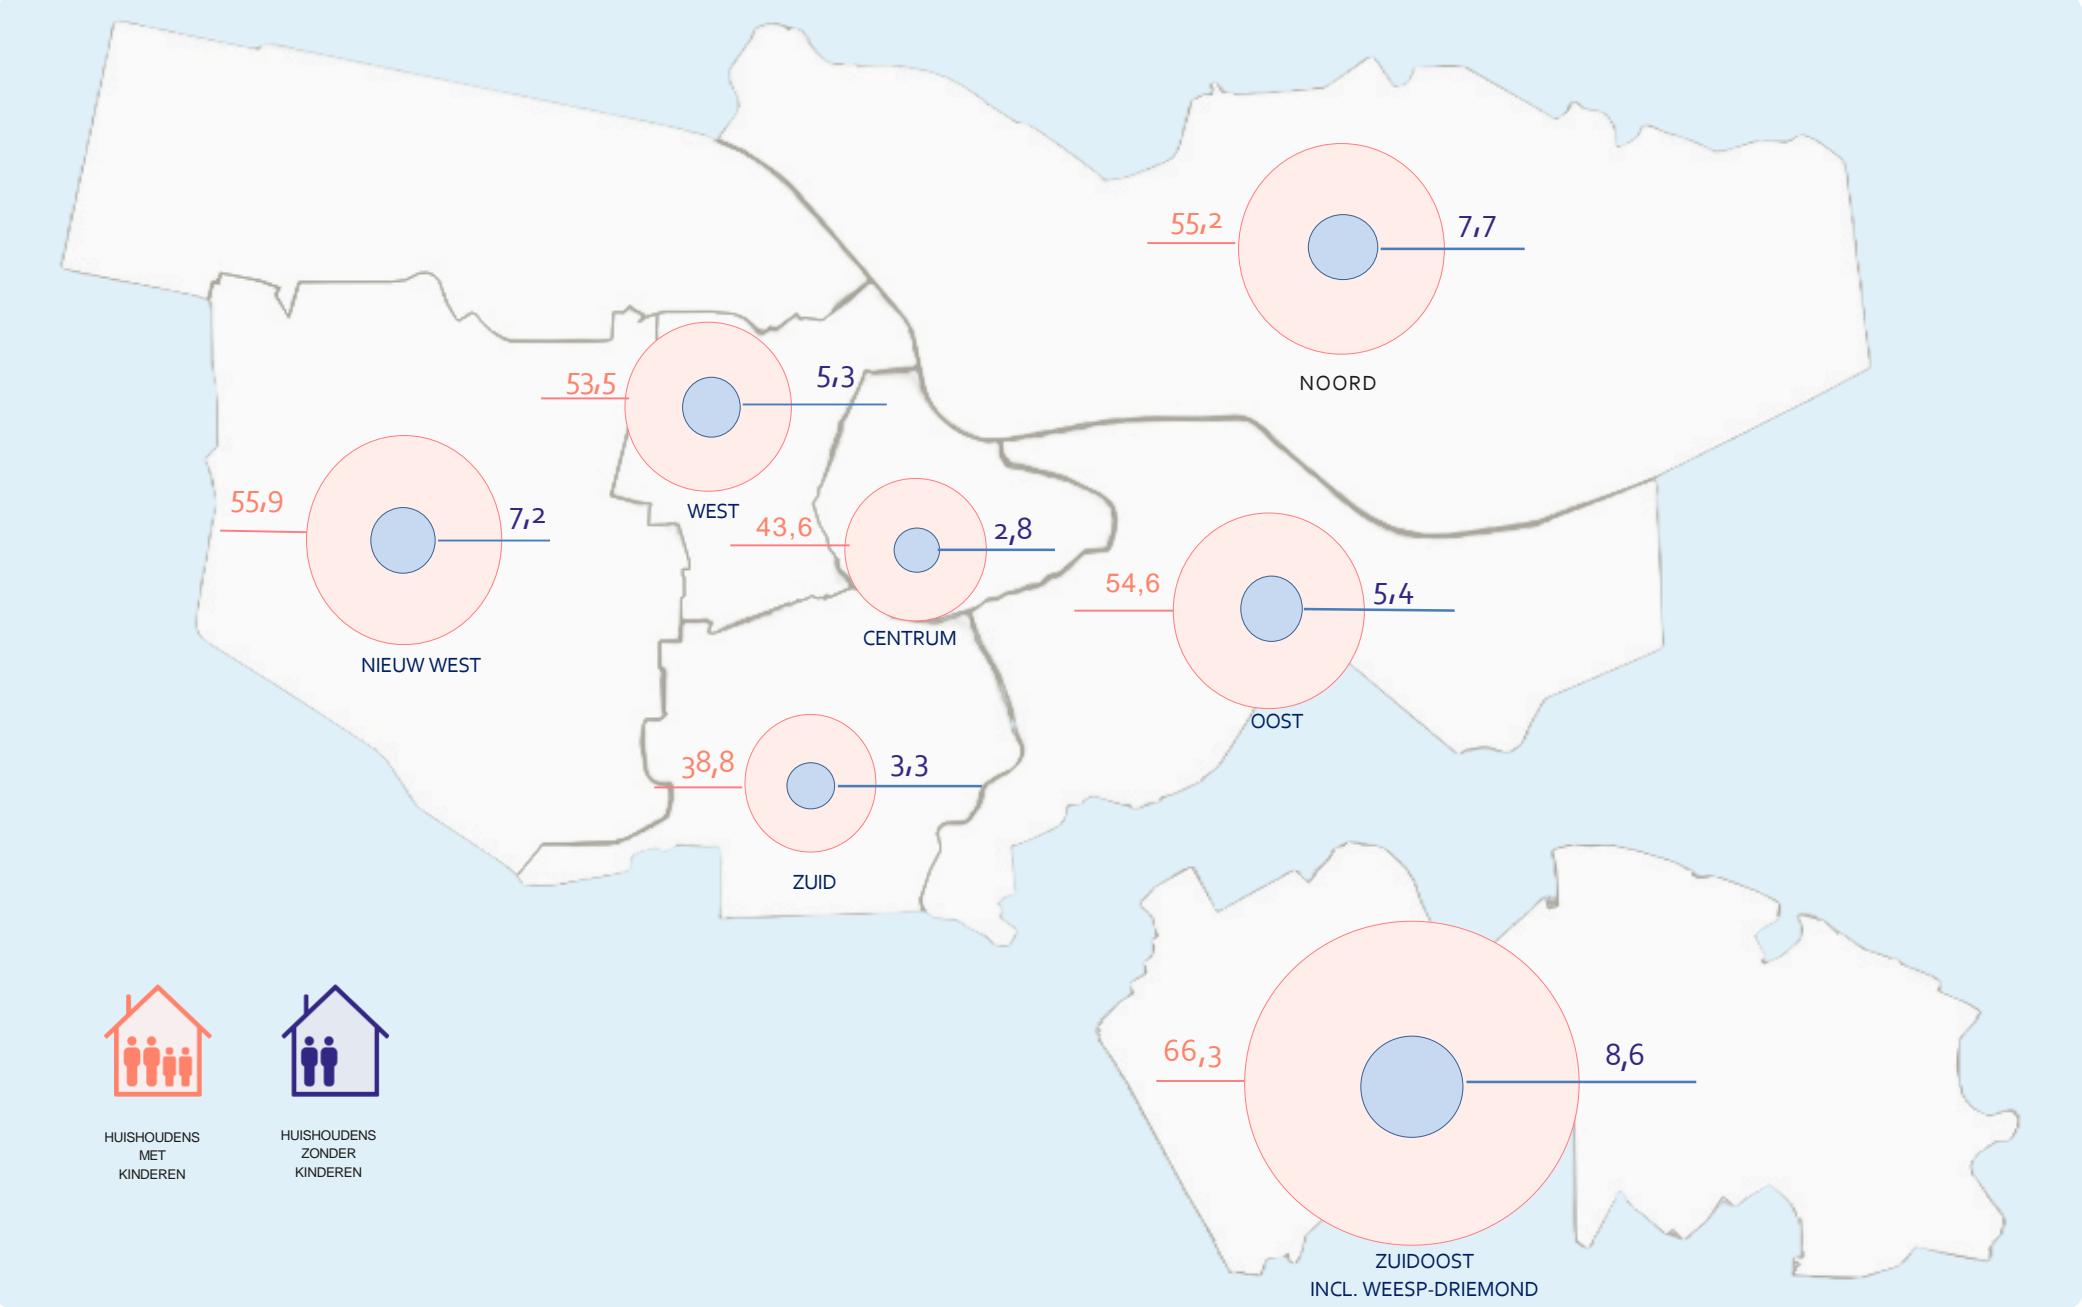 55,2
7,7
NOORD
53,5
5,3
WEST
55,9
7,2
NIEUW WEST
43,6
2,8
CENTRUM
54,6
5,4
OOST
38,8
3,3
ZUID
66,3
8,6
ZUIDOOST
INCL. WEESP-DRIEMOND
HUISHOUDENS
MET
KINDEREN
HUISHOUDENS
ZONDER
KINDEREN